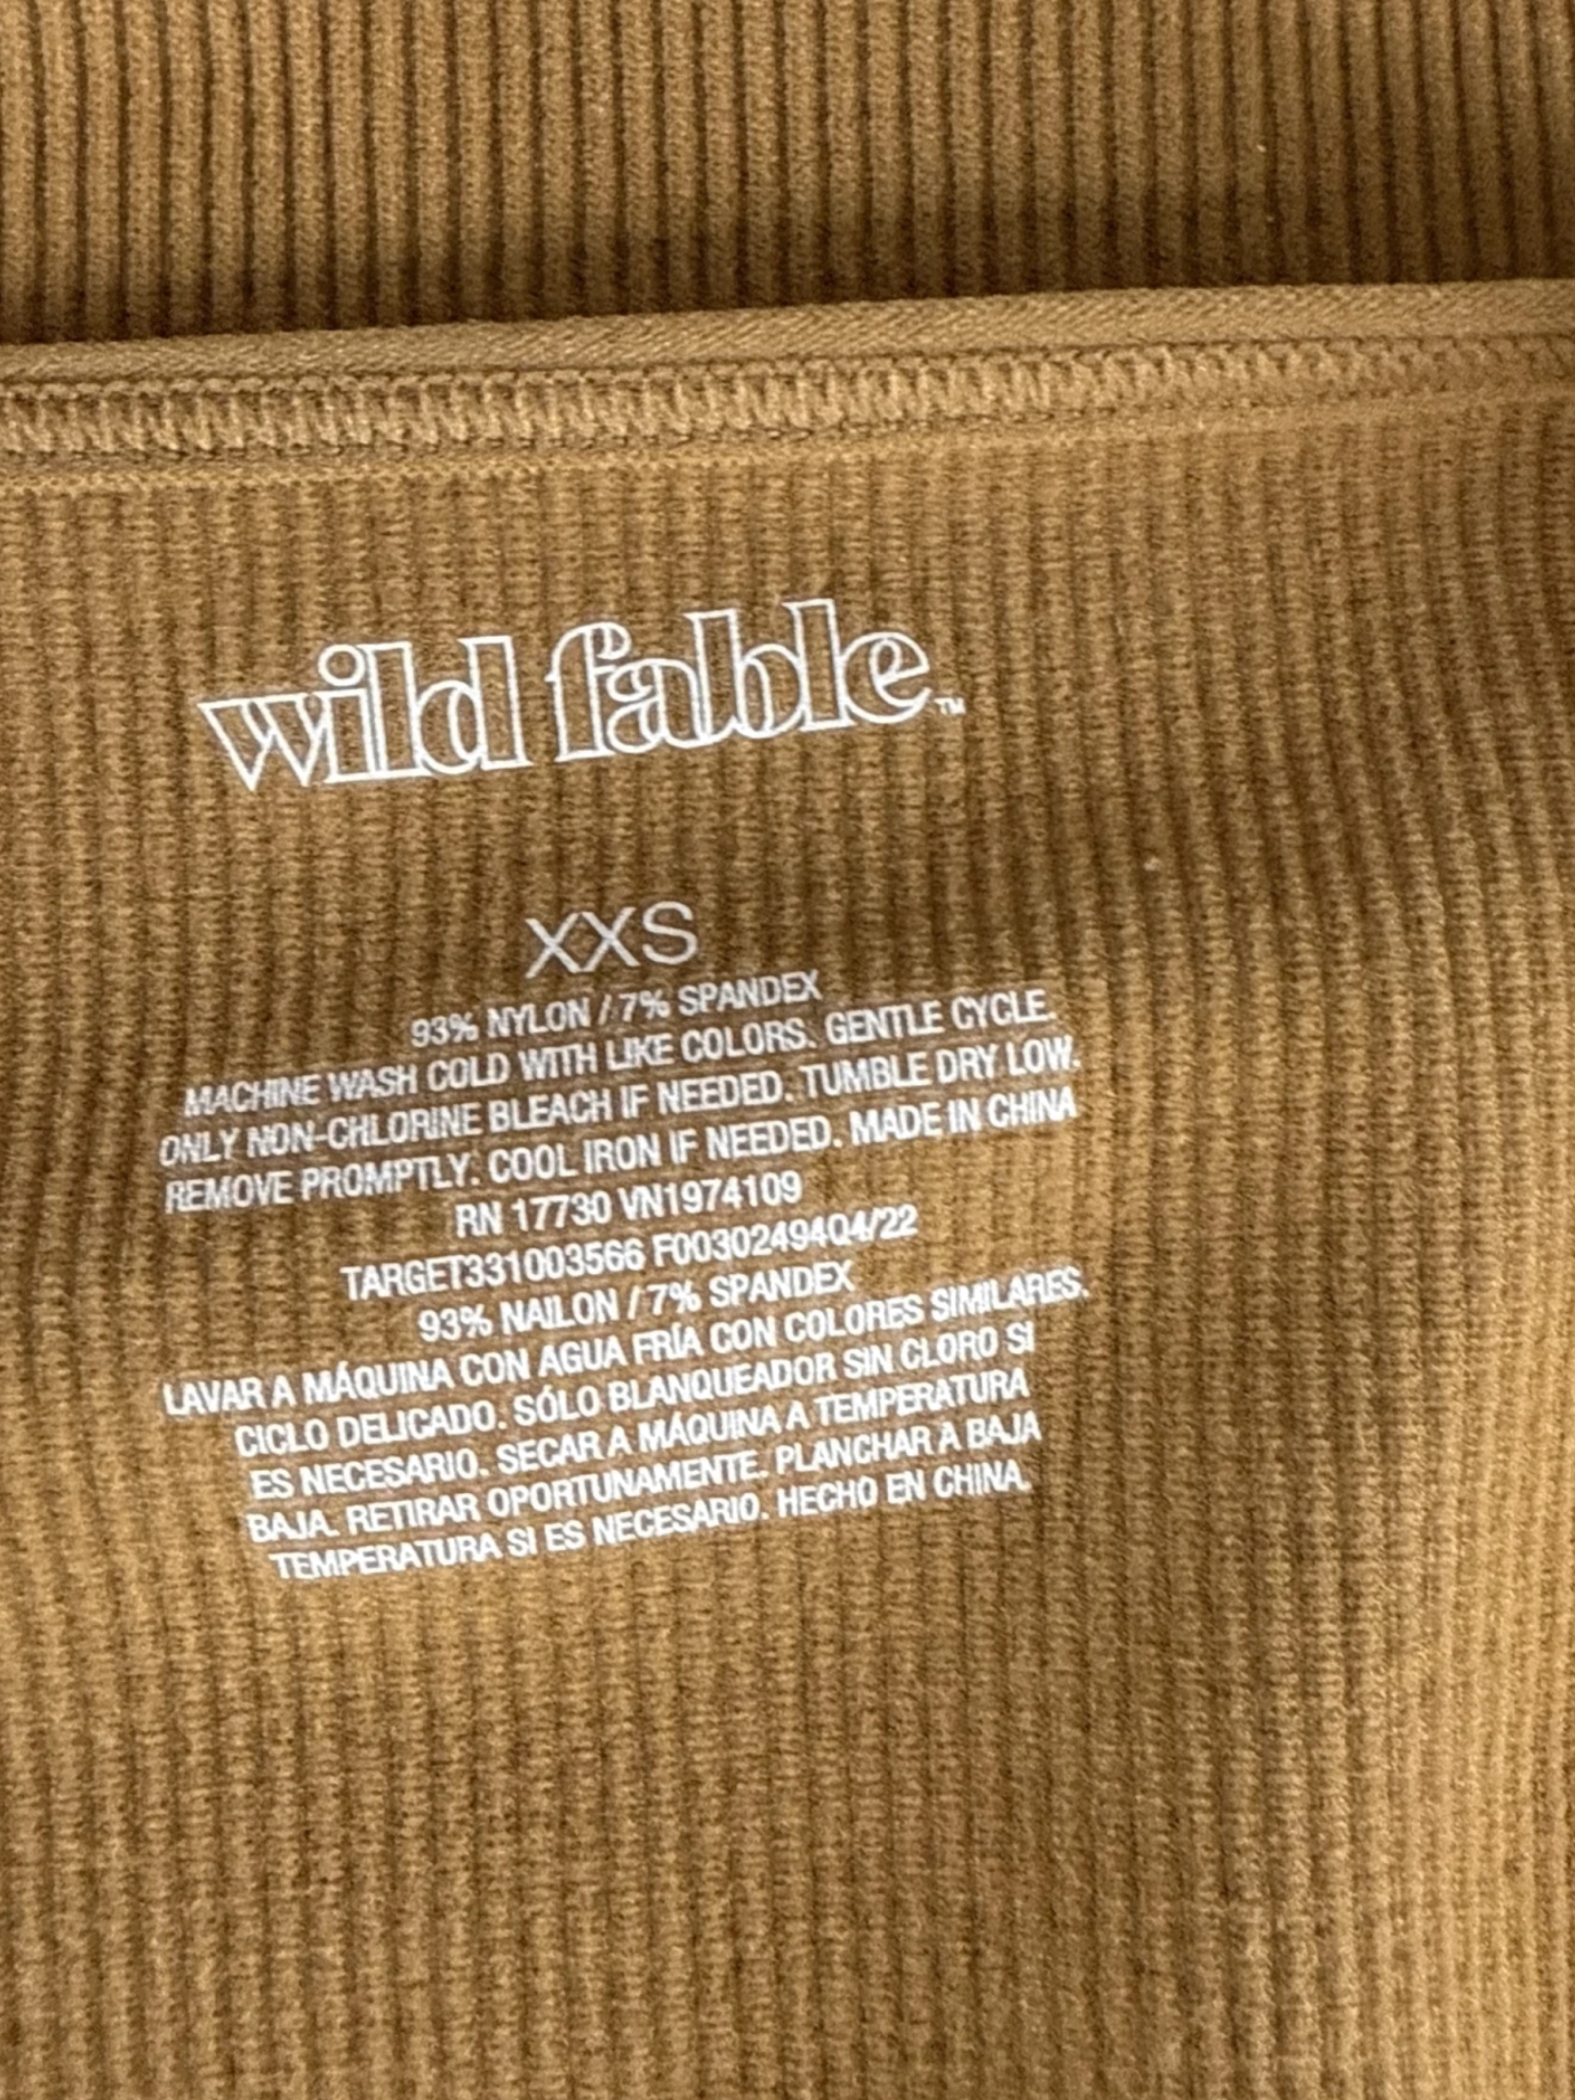 wild fable™
XXS
93% NYLON / 7% SPANDEX
MACHINE WASH COLD WITH LIKE COLORS. GENTLE CYCLE.
ONLY NON-CHLORINE BLEACH IF NEEDED. TUMBLE DRY LOW.
REMOVE PROMPTLY. COOL IRON IF NEEDED. MADE IN CHINA
RN 17730 VN1974109
TARGET331003566 F0030249404/22
93% NAILON / 7% SPANDEX
LAVAR A MÁQUINA CON AGUA FRÍA CON COLORES SIMILARES.
CICLO DELICADO. SÓLO BLANQUEADOR SIN CLORO SI
ES NECESARIO. SECAR A MÁQUINA A TEMPERATURA
BAJA. RETIRAR OPORTUNAMENTE. PLANCHAR A BAJA
TEMPERATURA SI ES NECESARIO. HECHO EN CHINA.